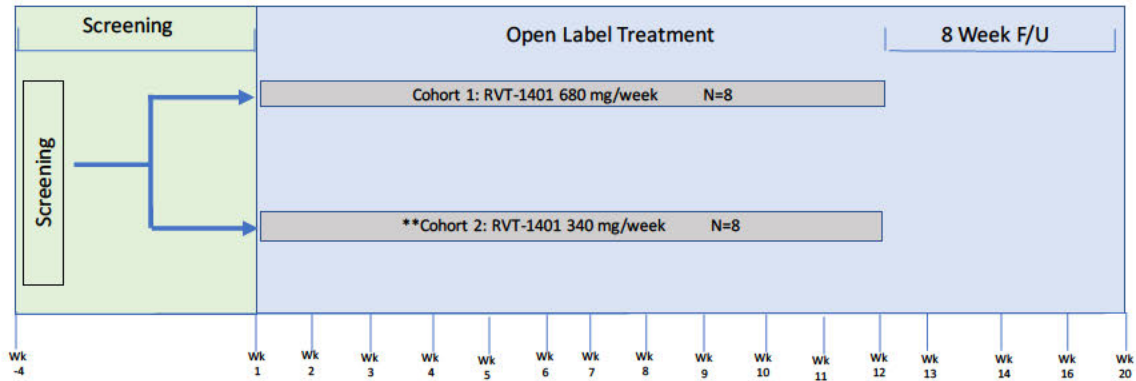 Screening
Open Label Treatment
8 Week F/U
Screening
Cohort 1: RVT-1401 680 mg/week N=8
**Cohort 2: RVT-1401 340 mg/week N=8
Wk -4
Wk 1
Wk 2
Wk 3
Wk 4
Wk 5
Wk 6
Wk 7
Wk 8
Wk 9
Wk 10
Wk 11
Wk 12
Wk 13
Wk 14
Wk 16
Wk 20